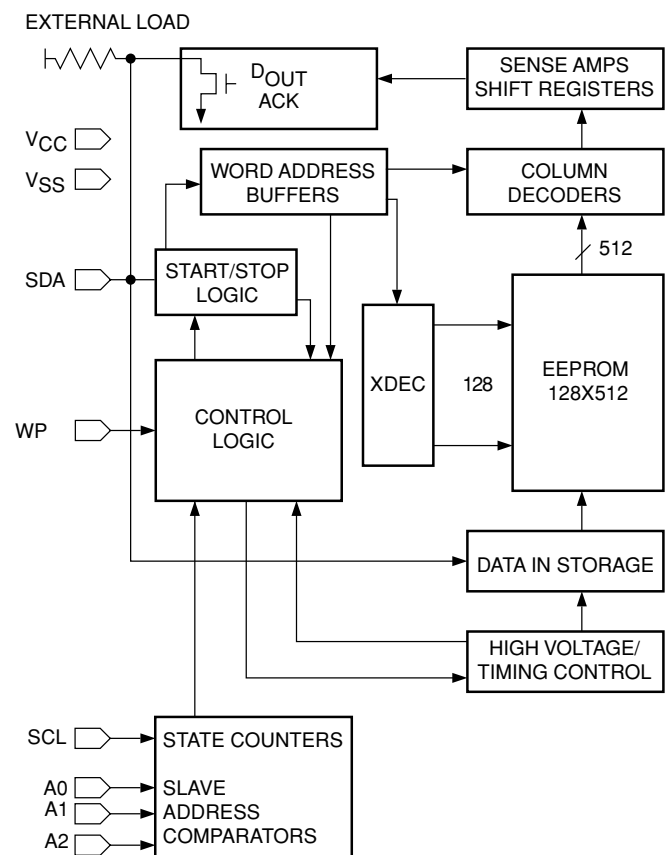 EXTERNAL LOAD
DOUT
ACK
SENSE AMPS
SHIFT REGISTERS
VCC
VSS
WORD ADDRESS
BUFFERS
COLUMN
DECODERS
512
SDA
START/STOP
LOGIC
XDEC
128
EEPROM
128X512
WP
CONTROL
LOGIC
DATA IN STORAGE
HIGH VOLTAGE/
TIMING CONTROL
SCL
STATE COUNTERS
A0
SLAVE
A1
ADDRESS
A2
COMPARATORS